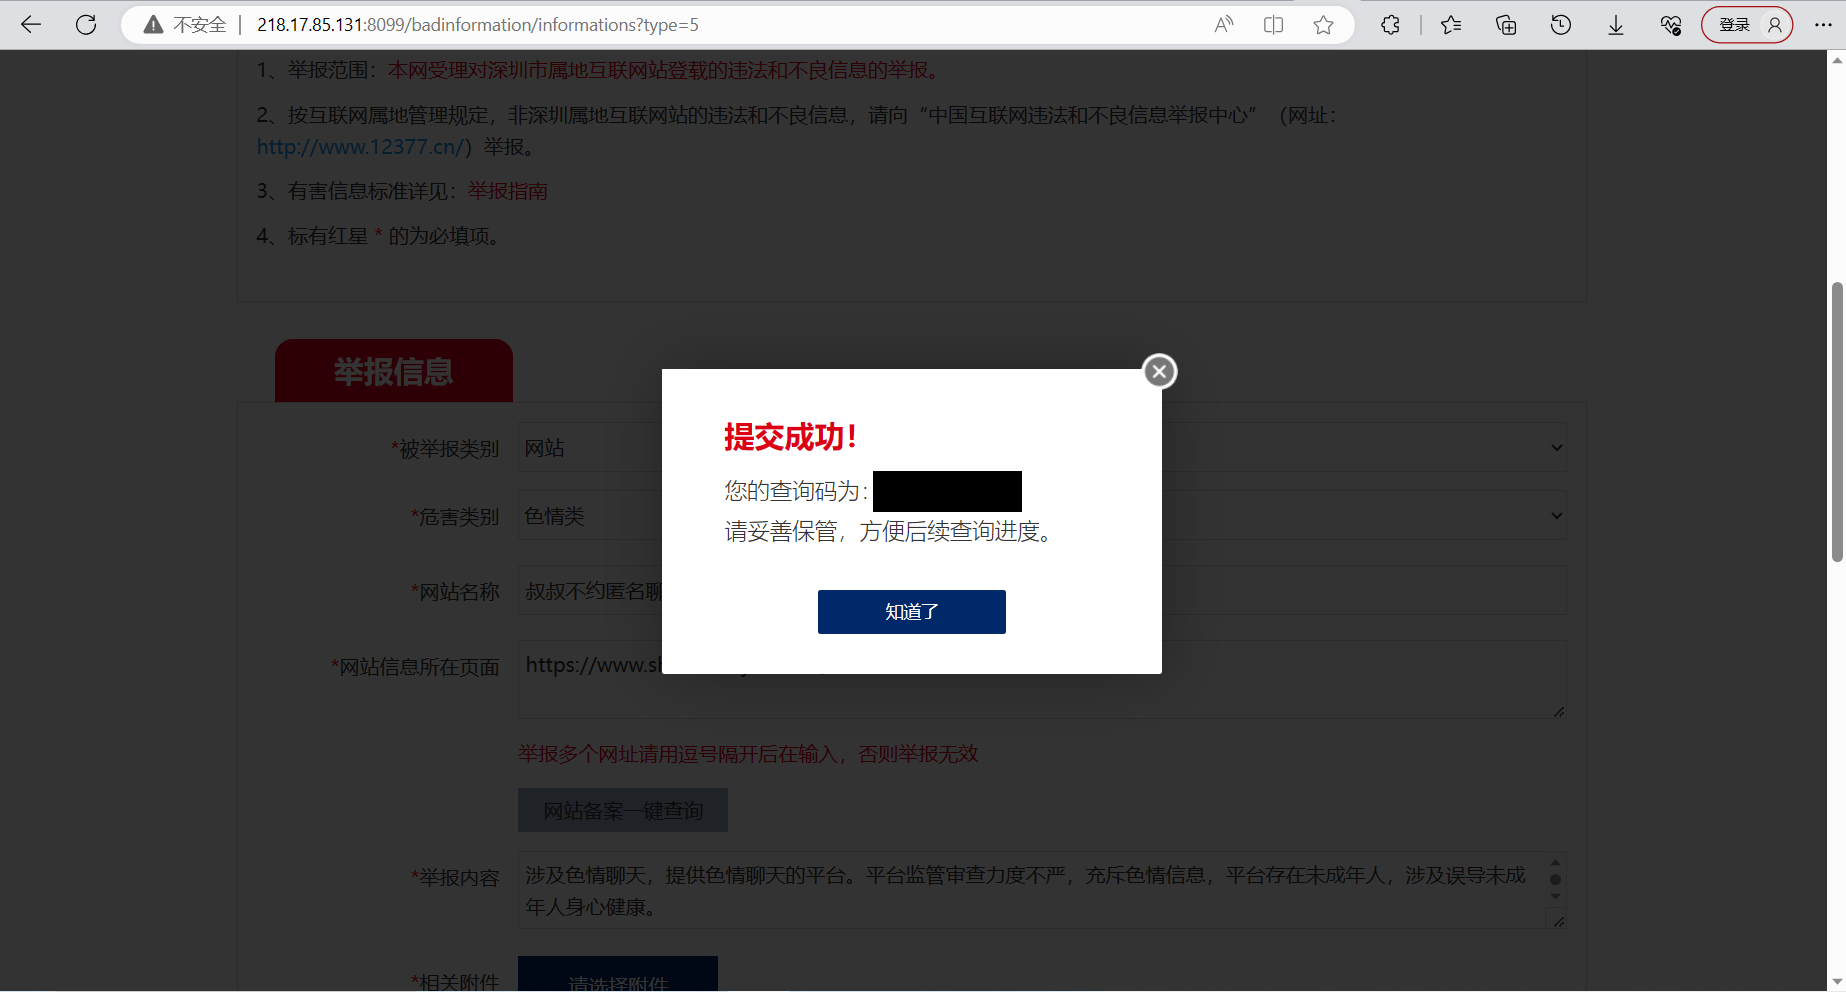 不安全
218.17.85.131:8099/badinformation/informations?type=5
登录
1、举报范围：本网受理对深圳市属地互联网站登载的违法和不良信息的举报。
2、按互联网属地管理规定，非深圳属地互联网站的违法和不良信息，请向“中国互联网违法和不良信息举报中心”（网址：
http://www.12377.cn/）举报。
3、有害信息标准详见：举报指南
4、标有红星 * 的为必填项。
举报信息
*被举报类别 网站
*危害类别 色情类
*网站名称 叔叔不约匿名聊
*网站信息所在页面 https://www.sh
举报多个网址请用逗号隔开后在输入，否则举报无效
网站备案一键查询
*举报内容 涉及色情聊天，提供色情聊天的平台。平台监管审查力度不严，充斥色情信息，平台存在未成年人，涉及误导未成
年人身心健康。
*相关附件 请选择附件
提交成功！
您的查询码为：
请妥善保管，方便后续查询进度。
知道了